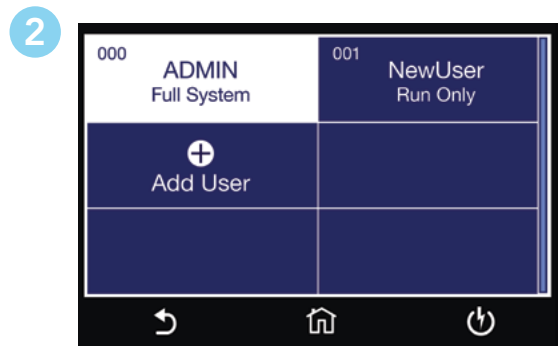 2
000
ADMIN
Full System
001
NewUser
Run Only
Add User